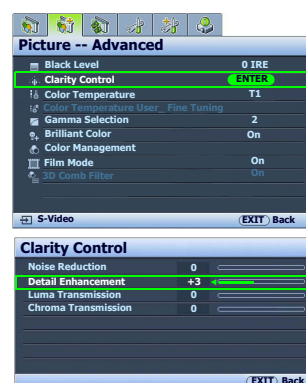 Picture -- Advanced
Black Level 0 IRE
Clarity Control ENTER
Color Temperature T1
Color Temperature User_ Fine Tuning
Gamma Selection 2
Brilliant Color On
Color Management
Film Mode On
3D Comb Filter On
S-Video EXIT Back
Clarity Control
Noise Reduction 0
Detail Enhancement +3
Luma Transmission 0
Chroma Transmission 0
EXIT Back